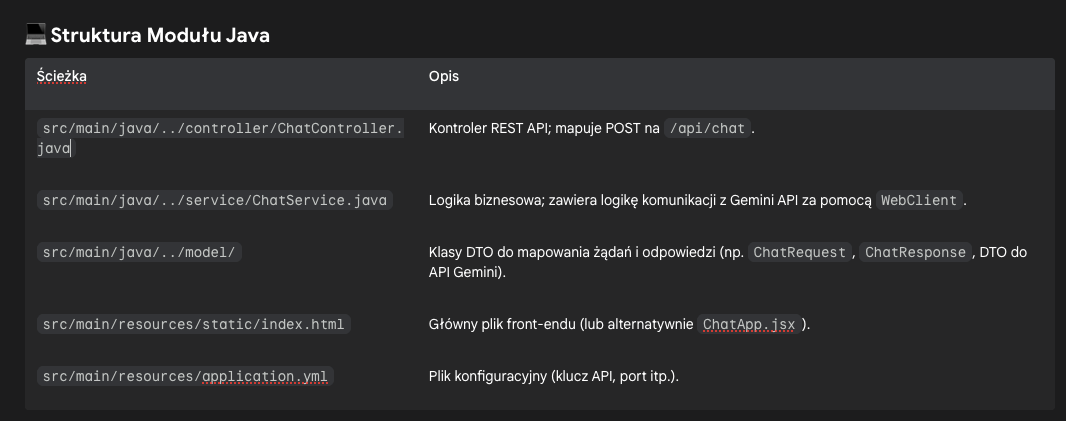 Struktura Modułu Java
Ścieżka Opis
src/main/java/../controller/ChatController. Kontroler REST API; mapuje POST na /api/chat.
java
src/main/java/../service/ChatService.java Logika biznesowa; zawiera logikę komunikacji z Gemini API za pomocą WebClient.
src/main/java/../model/ Klasy DTO do mapowania żądań i odpowiedzi (np. ChatRequest, ChatResponse, DTO do
API Gemini).
src/main/resources/static/index.html Główny plik front-endu (lub alternatywnie ChatApp.jsx).
src/main/resources/application.yml Plik konfiguracyjny (klucz API, port itp.).